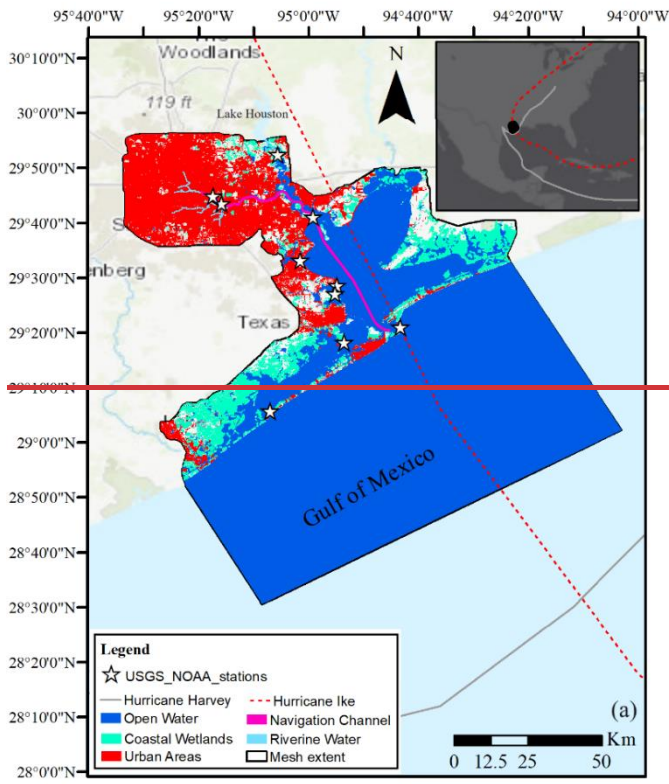 95°40'0"W 95°20'0"W 95°0'0"W 94°40'0"W 94°20'0"W 94°0'0"W
30°10'0"N
Woodlands
N
30°0'0"N
119 ft
Lake Houston
29°50'0"N
29°40'0"N
29°30'0"N
enberg
Texas
29°20'0"N
29°10'0"N
29°0'0"N
Gulf of Mexico
28°50'0"N
28°40'0"N
28°30'0"N
28°20'0"N
28°10'0"N
28°0'0"N
Legend
USGS_NOAA_stations
Hurricane Harvey Hurricane Ike
Open Water Navigation Channel
Coastal Wetlands Riverine Water
Urban Areas Mesh extent
(a)
Km
0 12.5 25 50